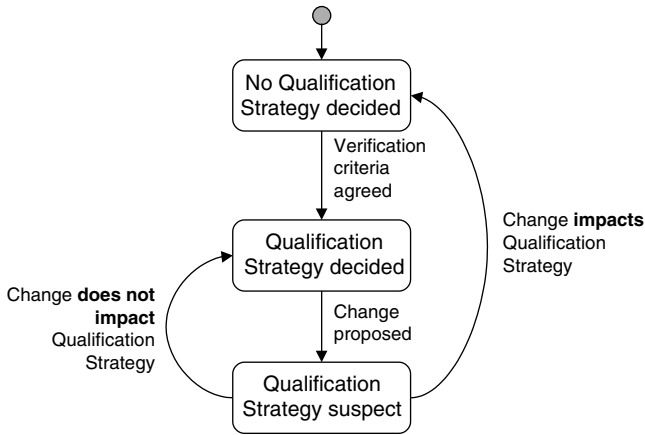 No Qualification
Strategy decided
Verification
criteria
agreed
Change impacts
Qualification
Strategy
Qualification
Strategy decided
Change does not
impact
Qualification
Strategy
Change
proposed
Qualification
Strategy suspect